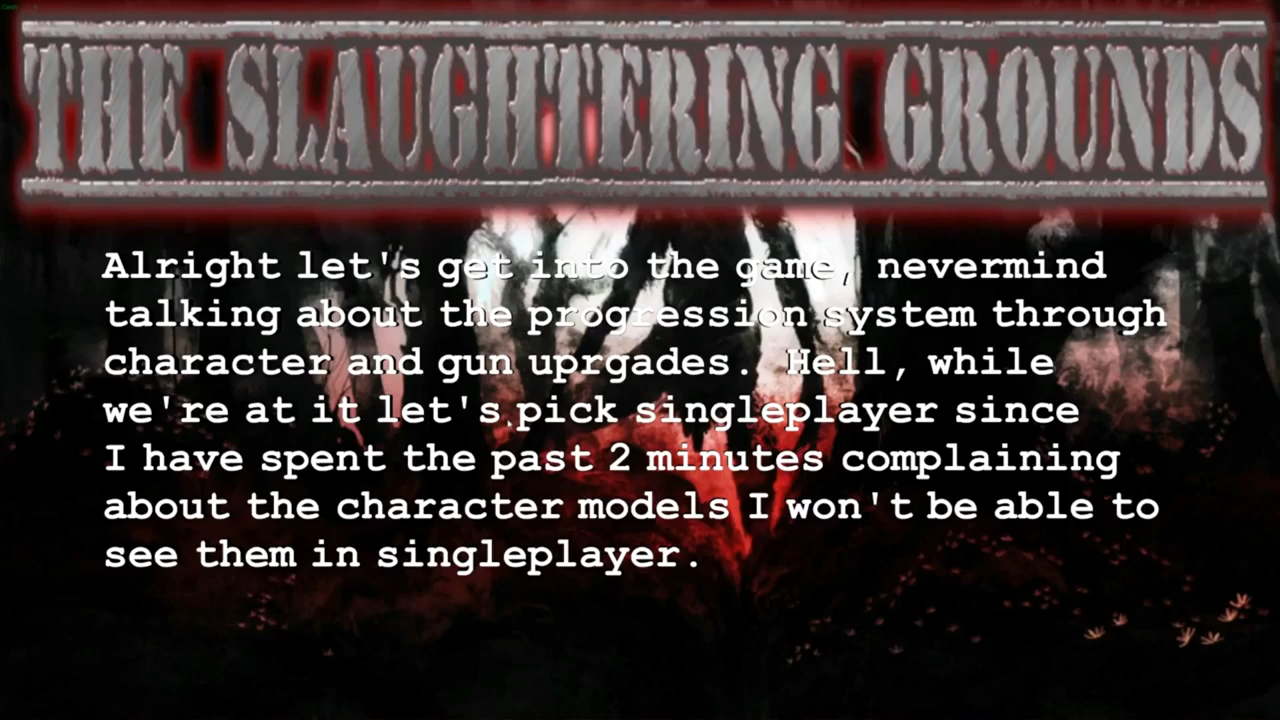 THE SLAUGHTERING GROUNDS
Alright let's get into the game, nevermind
talking about the progression system through
character and gun uprgades. Hell, while
we're at it let's pick singleplayer since
I have spent the past 2 minutes complaining
about the character models I won't be able to
see them in singleplayer.